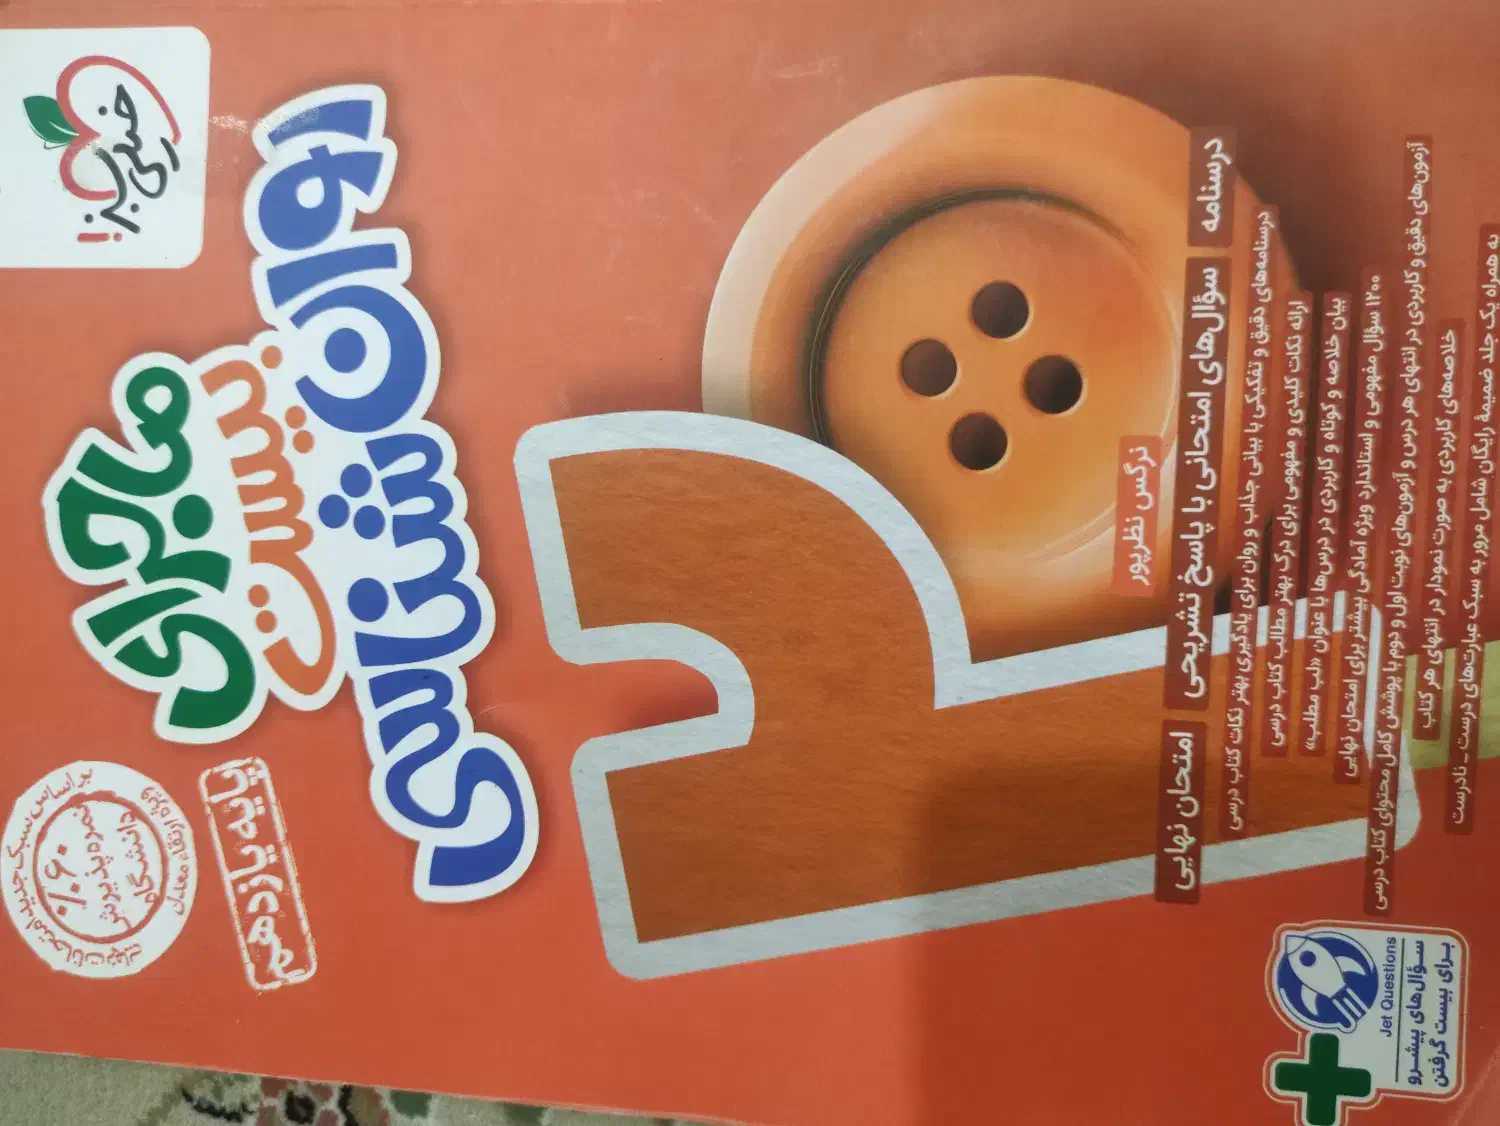 خیلی سبز!
ماجرای
بیست
روان‌شناسی
پایه یازدهم
بر اساس سبک جدید امتحانات نهایی
ویژه ارتقاء معدل
٪۶۰
نمره پذیرش
دانشگاه
نرگس نظرپور
درسنامه
سؤال‌های امتحانی با پاسخ تشریحی
امتحان نهایی
درسنامه‌های دقیق و تفکیکی با بیانی جذاب و روان برای یادگیری بهتر نکات کتاب درسی
ارائه نکات کلیدی و مفهومی برای درک بهتر مطالب کتاب درسی
بیان خلاصه و کوتاه و کاربردی در درس‌ها با عنوان «لب مطلب»
۱۲۰۰ سؤال مفهومی و استاندارد ویژه آمادگی بیشتر برای امتحان نهایی
آزمون‌های دقیق و کاربردی در انتهای هر درس و آزمون‌های نوبت اول و دوم با پوشش کامل محتوای کتاب درسی
خلاصه‌های کاربردی به صورت نمودار در انتهای هر کتاب
به همراه یک جلد ضمیمهٔ رایگان شامل مرور به سبک عبارت‌های درست ـ نادرست
Jet Questions
سؤال‌های پیشرو
برای بیست گرفتن